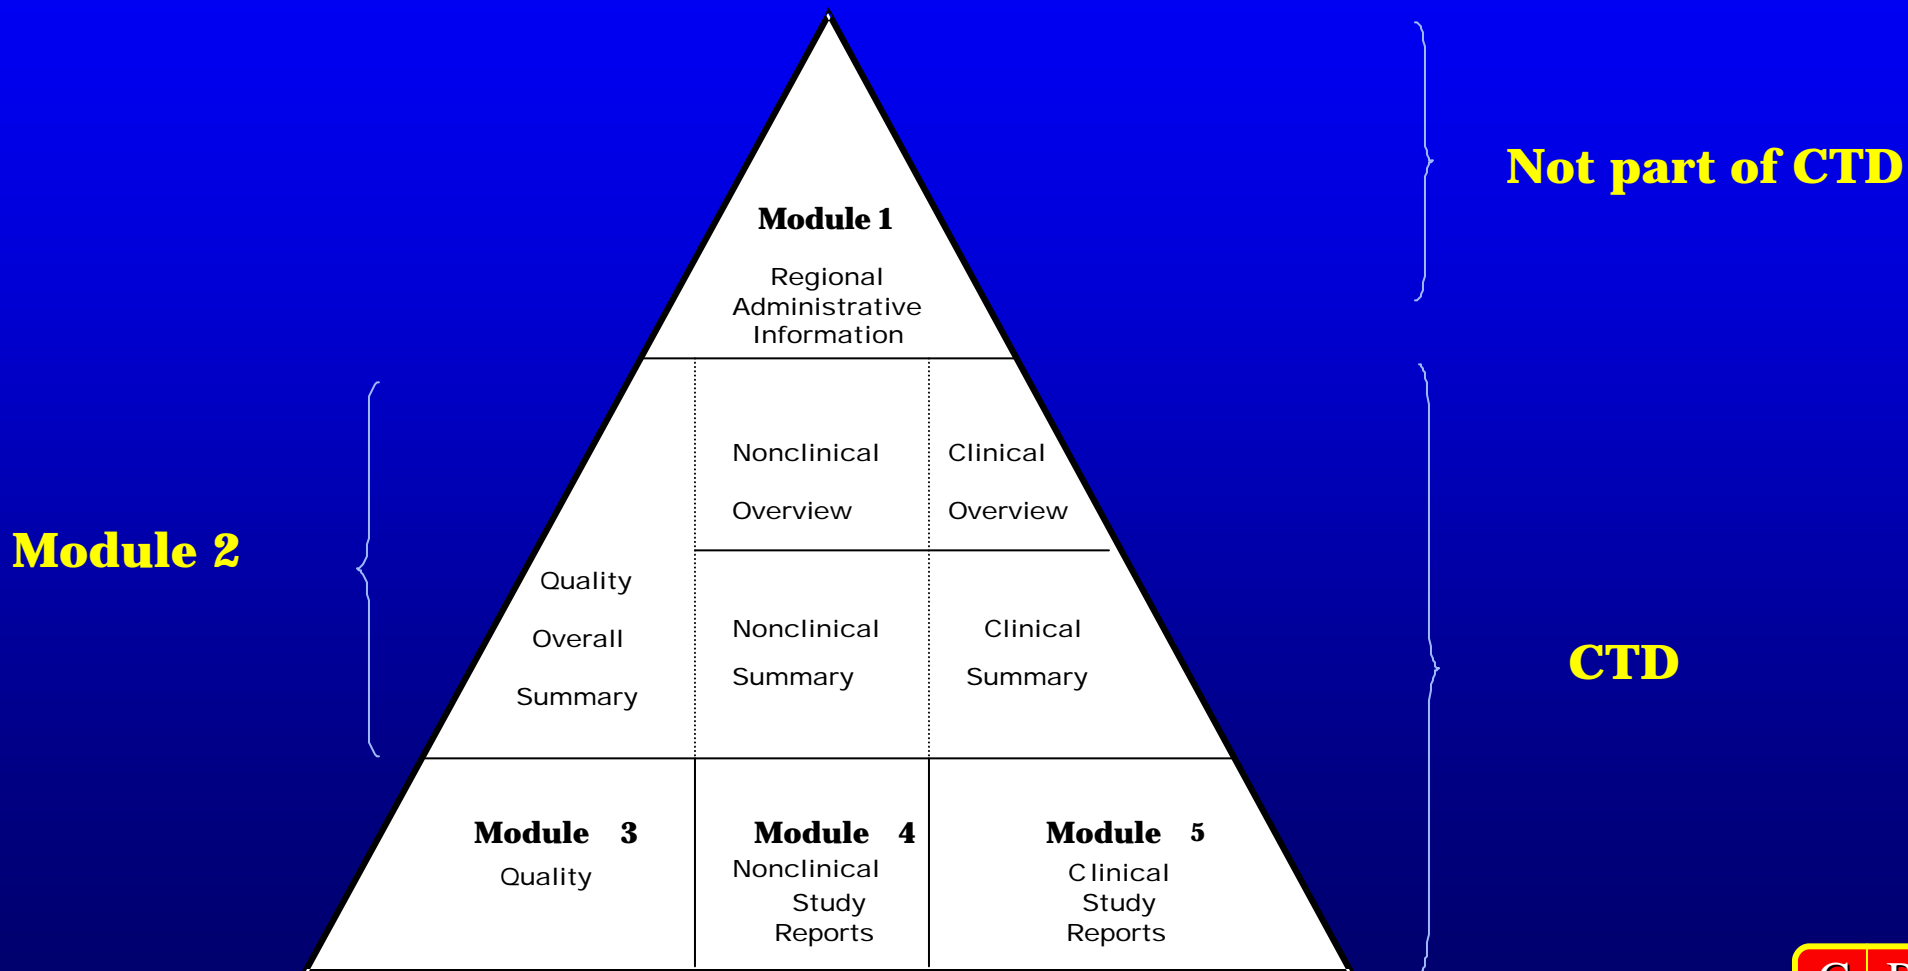 Not part of CTD
Module 1
Regional
Administrative
Information
Module 2
Nonclinical
Overview
Clinical
Overview
Quality
Overall
Summary
Nonclinical
Summary
Clinical
Summary
CTD
Module 3
Quality
Module 4
Nonclinical
Study
Reports
Module 5
Clinical
Study
Reports